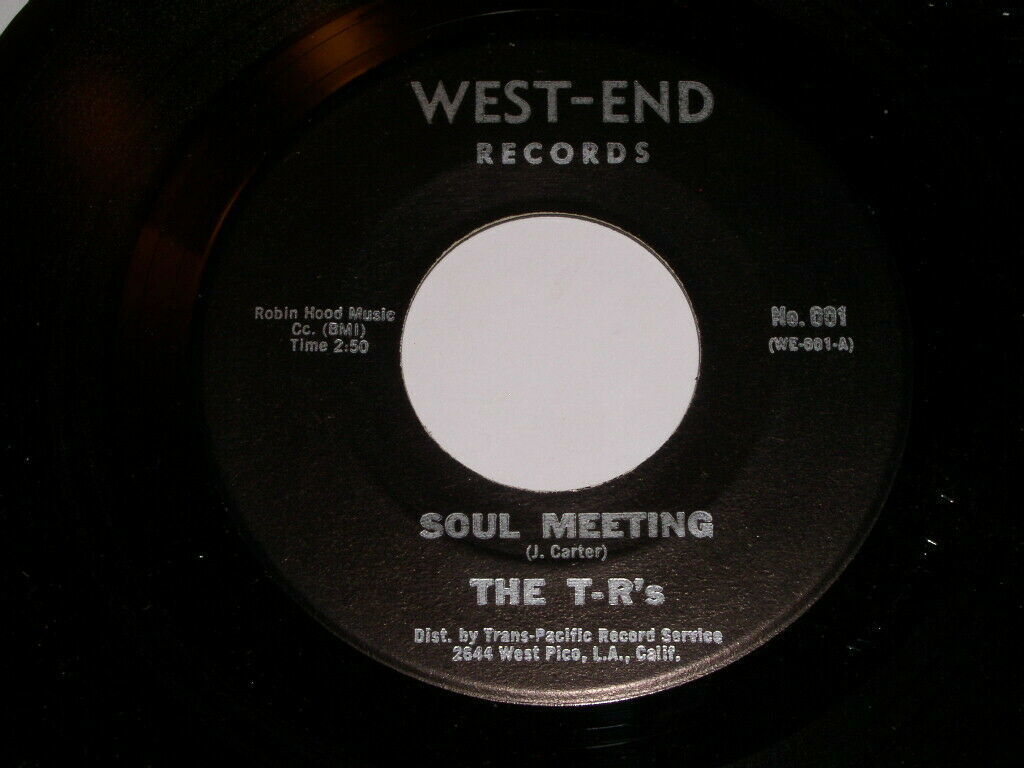 WEST-END
RECORDS
Robin Hood Music
Co. (BMI)
Time 2:50
No. 001
(WE-001-A)
SOUL MEETING
(J. Carter)
THE T-R's
Dist. by Trans-Pacific Record Service
2644 West Pico, L.A., Calif.